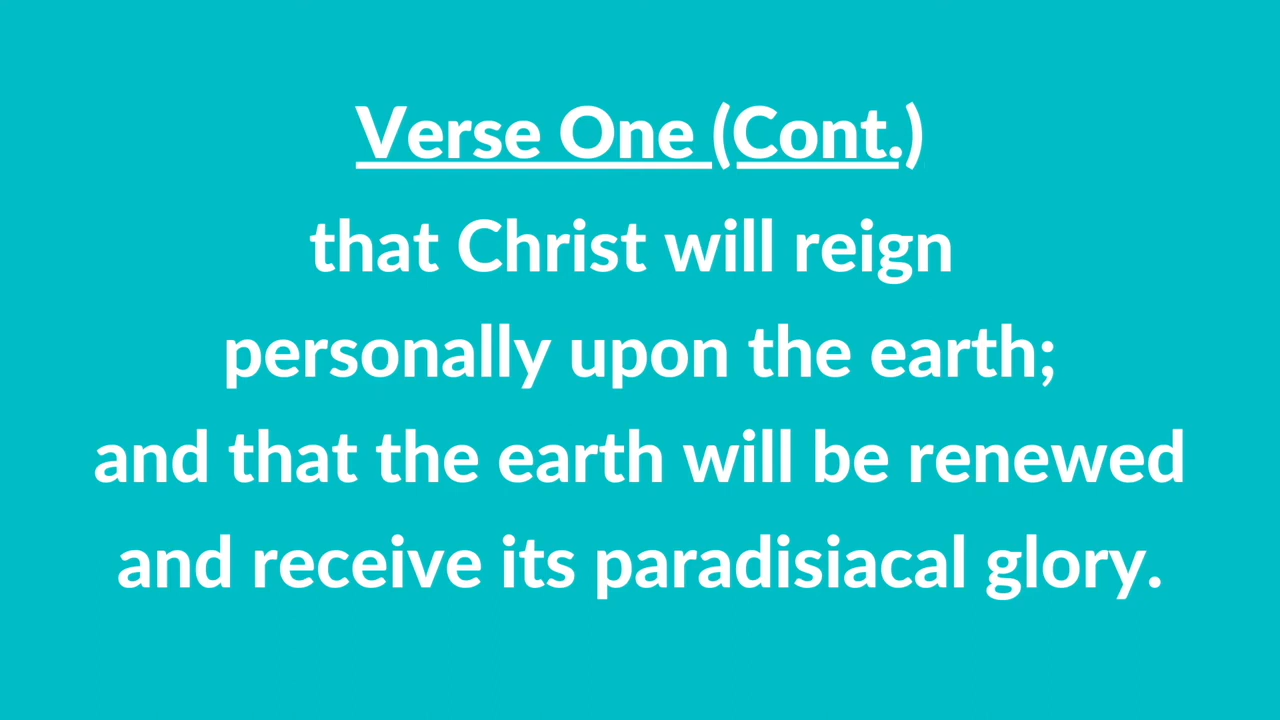 Verse One (Cont.)
that Christ will reign
personally upon the earth;
and that the earth will be renewed
and receive its paradisiacal glory.